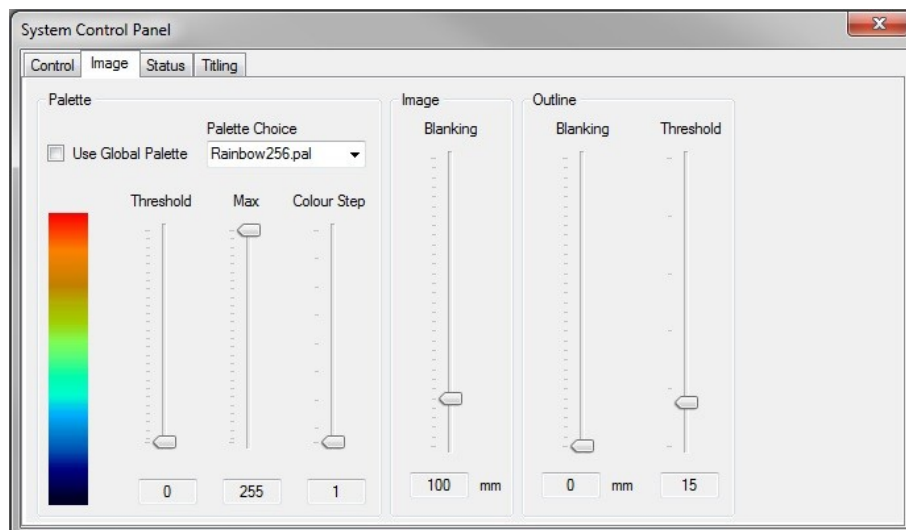 System Control Panel
Control Image Status Titling
Palette
Use Global Palette
Palette Choice
Rainbow256.pal
Threshold Max Colour Step
0 255 1
Image
Blanking
100 mm
Outline
Blanking Threshold
0 mm 15